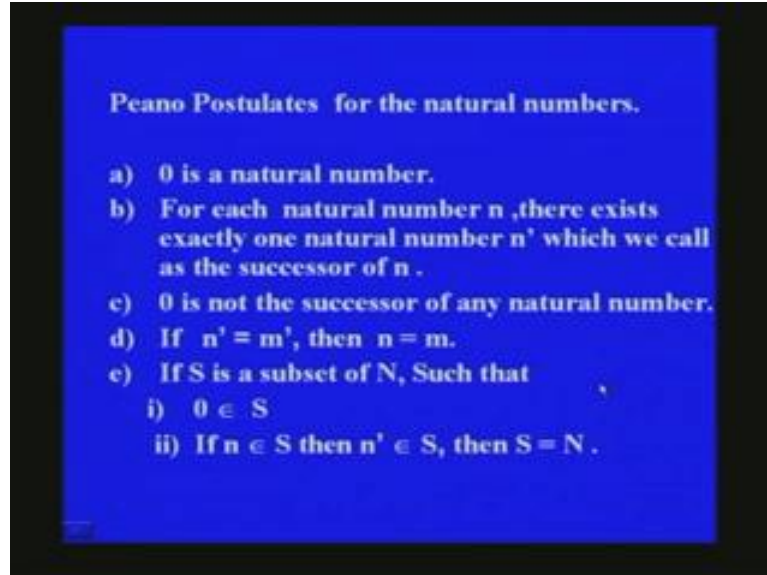 Peano Postulates for the natural numbers.
a) 0 is a natural number.
b) For each natural number n ,there exists
exactly one natural number n' which we call
as the successor of n .
c) 0 is not the successor of any natural number.
d) If n' = m', then n = m.
e) If S is a subset of N, Such that
i) 0 ∈ S
ii) If n ∈ S then n' ∈ S, then S = N .